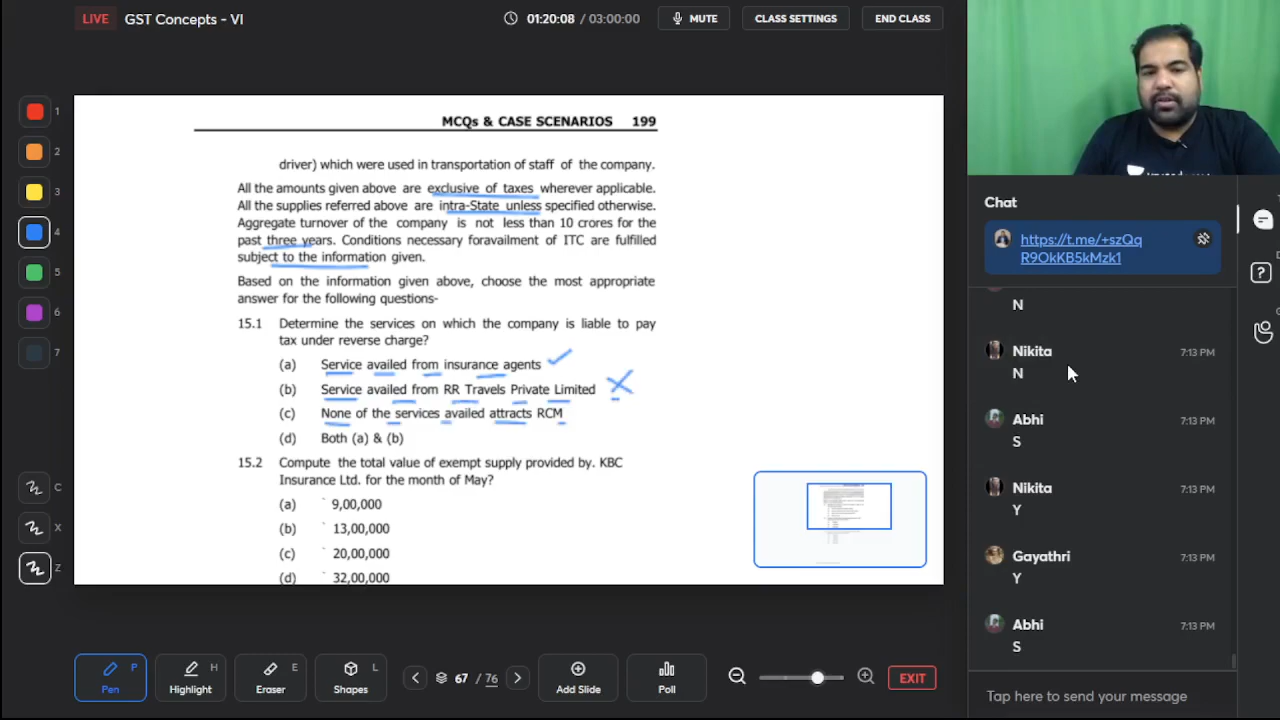 LIVE GST Concepts - VI
01:20:08 / 03:00:00
MUTE
CLASS SETTINGS
END CLASS
1
2
3
4
5
6
7
C
X
Z
MCQs & CASE SCENARIOS 199
driver) which were used in transportation of staff of the company.
All the amounts given above are exclusive of taxes wherever applicable.
All the supplies referred above are intra-State unless specified otherwise.
Aggregate turnover of the company is not less than 10 crores for the
past three years. Conditions necessary foravailment of ITC are fulfilled
subject to the information given.
Based on the information given above, choose the most appropriate
answer for the following questions-
15.1 Determine the services on which the company is liable to pay
tax under reverse charge?
(a) Service availed from insurance agents
(b) Service availed from RR Travels Private Limited
(c) None of the services availed attracts RCM
(d) Both (a) & (b)
15.2 Compute the total value of exempt supply provided by. KBC
Insurance Ltd. for the month of May?
(a) ` 9,00,000
(b) ` 13,00,000
(c) ` 20,00,000
(d) ` 32,00,000
Pen P
Highlight H
Eraser E
Shapes L
67 / 76
Add Slide
Poll
EXIT
Chat
https://t.me/+szQq
R9OkKB5kMzk1
N
Nikita 7:13 PM
N
Abhi 7:13 PM
S
Nikita 7:13 PM
Y
Gayathri 7:13 PM
Y
Abhi 7:13 PM
S
Tap here to send your message